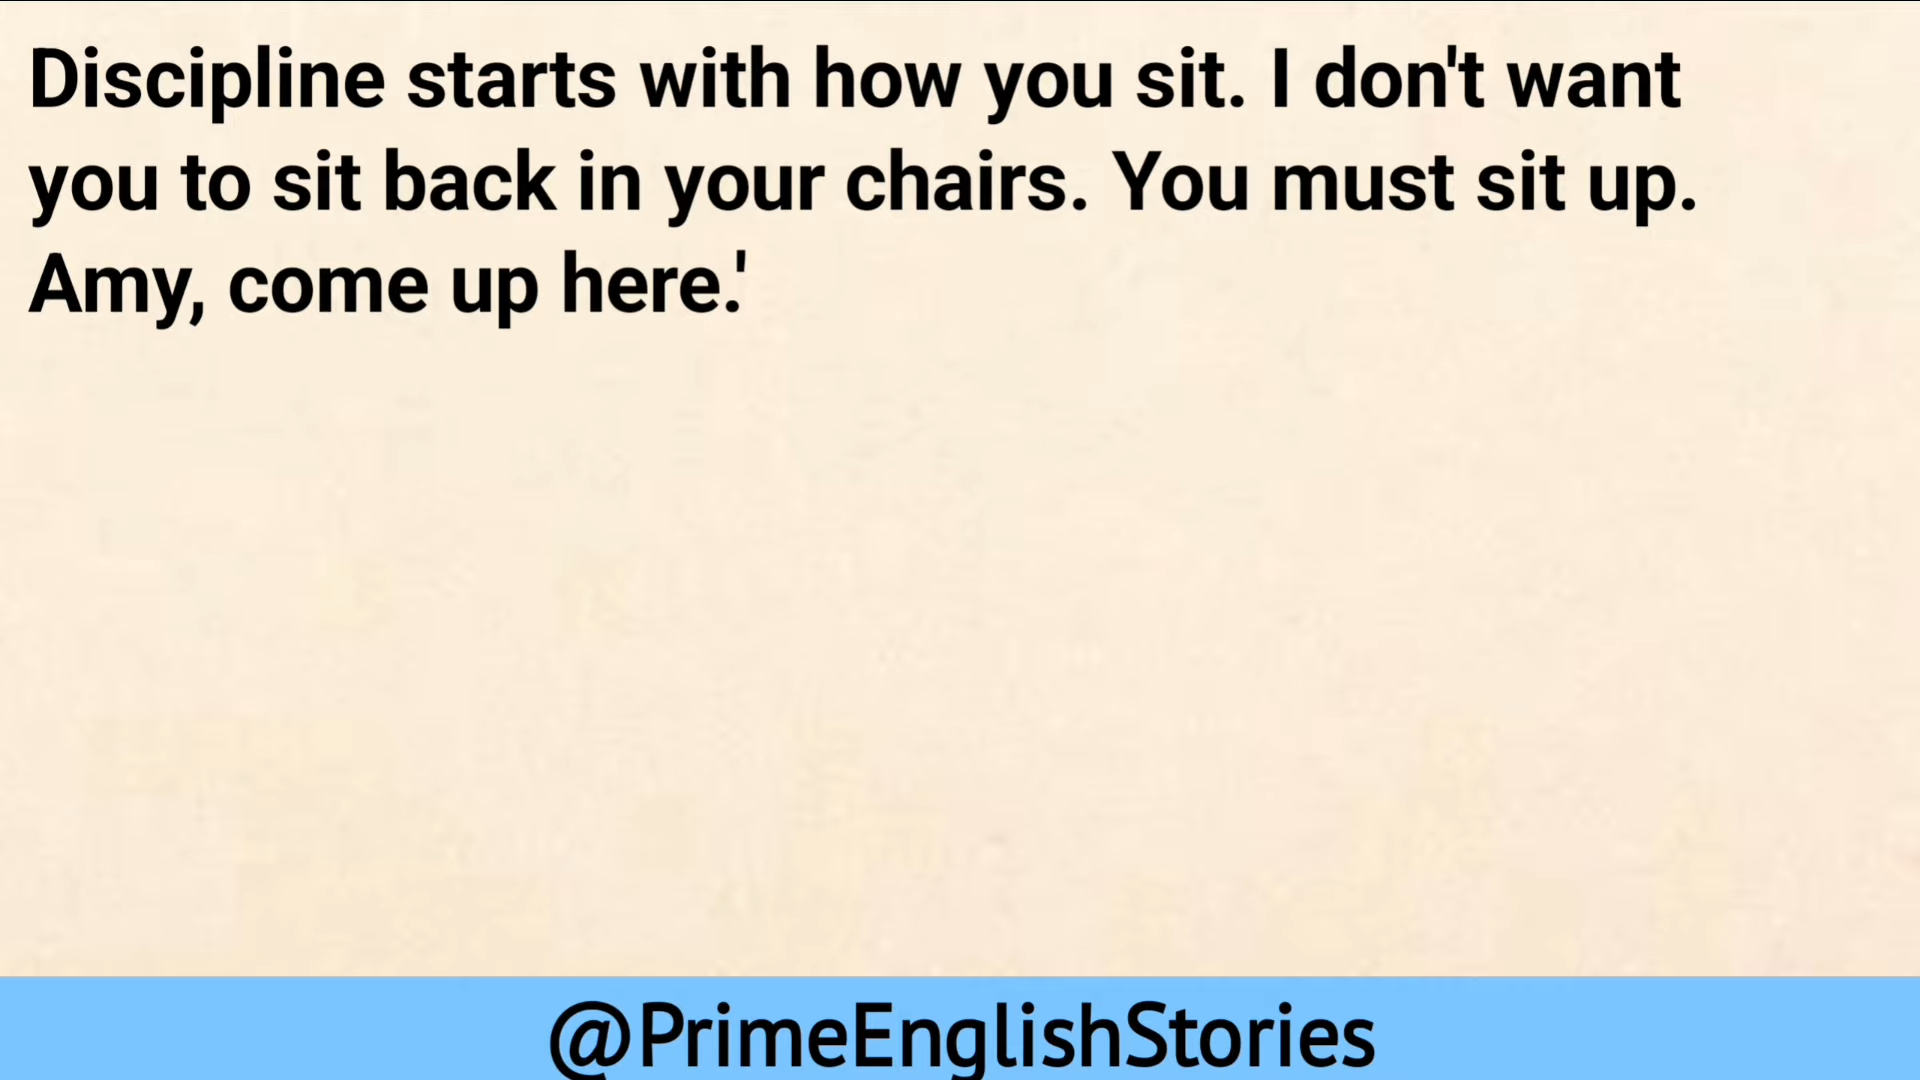 Discipline starts with how you sit. I don't want
you to sit back in your chairs. You must sit up.
Amy, come up here.'
@PrimeEnglishStories